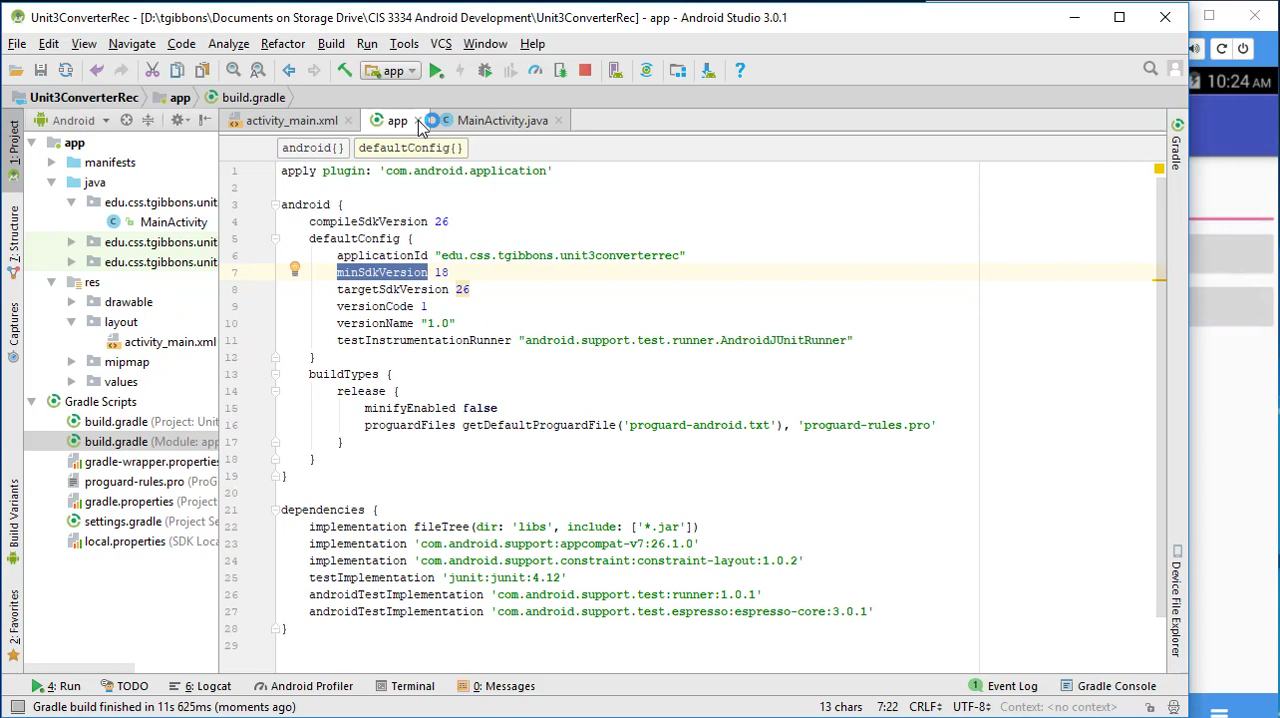 Unit3ConverterRec - [D:\tgibbons\Documents on Storage Drive\CIS 3334 Android Development\Unit3ConverterRec] - app - Android Studio 3.0.1
File Edit View Navigate Code Analyze Refactor Build Run Tools VCS Window Help
app
10:24 AM
Unit3ConverterRec app build.gradle
Android activity_main.xml app MainActivity.java
android{} defaultConfig{}
1: Project
7: Structure
Captures
Build Variants
2: Favorites
app
manifests
java
edu.css.tgibbons.unit
MainActivity
edu.css.tgibbons.unit
edu.css.tgibbons.unit
res
drawable
layout
activity_main.xml
mipmap
values
Gradle Scripts
build.gradle (Project: Unit
build.gradle (Module: app
gradle-wrapper.properties
proguard-rules.pro (ProG
gradle.properties (Project
settings.gradle (Project Se
local.properties (SDK Loca
1 apply plugin: 'com.android.application'
2
3 android {
4 compileSdkVersion 26
5 defaultConfig {
6 applicationId "edu.css.tgibbons.unit3converterrec"
7 minSdkVersion 18
8 targetSdkVersion 26
9 versionCode 1
10 versionName "1.0"
11 testInstrumentationRunner "android.support.test.runner.AndroidJUnitRunner"
12 }
13 buildTypes {
14 release {
15 minifyEnabled false
16 proguardFiles getDefaultProguardFile('proguard-android.txt'), 'proguard-rules.pro'
17 }
18 }
19 }
20
21 dependencies {
22 implementation fileTree(dir: 'libs', include: ['*.jar'])
23 implementation 'com.android.support:appcompat-v7:26.1.0'
24 implementation 'com.android.support.constraint:constraint-layout:1.0.2'
25 testImplementation 'junit:junit:4.12'
26 androidTestImplementation 'com.android.support.test:runner:1.0.1'
27 androidTestImplementation 'com.android.support.test.espresso:espresso-core:3.0.1'
28 }
29
Gradle
Device File Explorer
4: Run TODO 6: Logcat Android Profiler Terminal 0: Messages 1 Event Log Gradle Console
Gradle build finished in 11s 625ms (moments ago) 13 chars 7:22 CRLF UTF-8 Context: <no context>